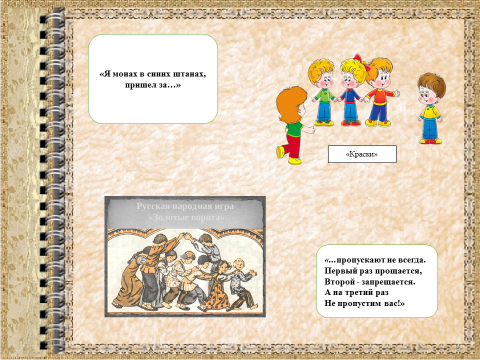 «Я монах в синих штанах,
пришел за…»
«Краски»
Русская народная игра
«Золотые ворота»
«...пропускают не всегда.
Первый раз прощается,
Второй - запрещается.
А на третий раз
Не пропустим вас!»